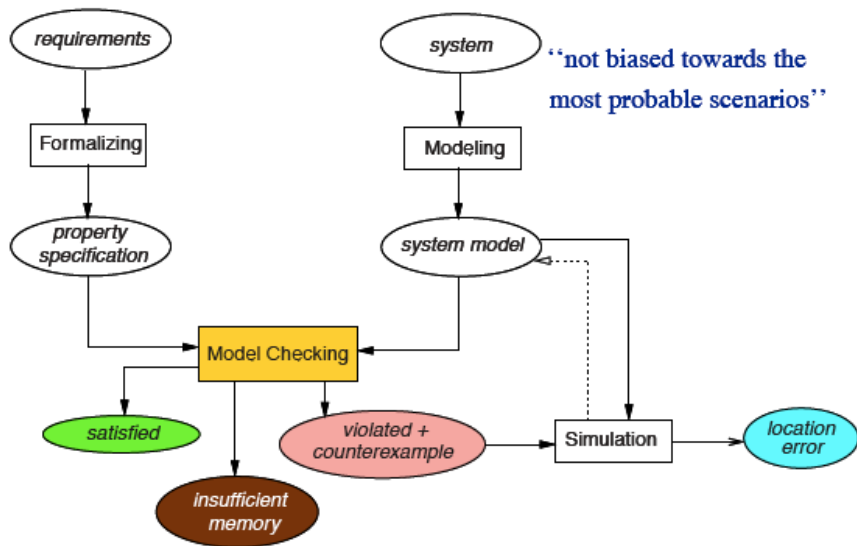 requirements
system
‘‘not biased towards the
most probable scenarios’’
Formalizing
Modeling
property
specification
system model
Model Checking
satisfied
violated +
counterexample
Simulation
location
error
insufficient
memory